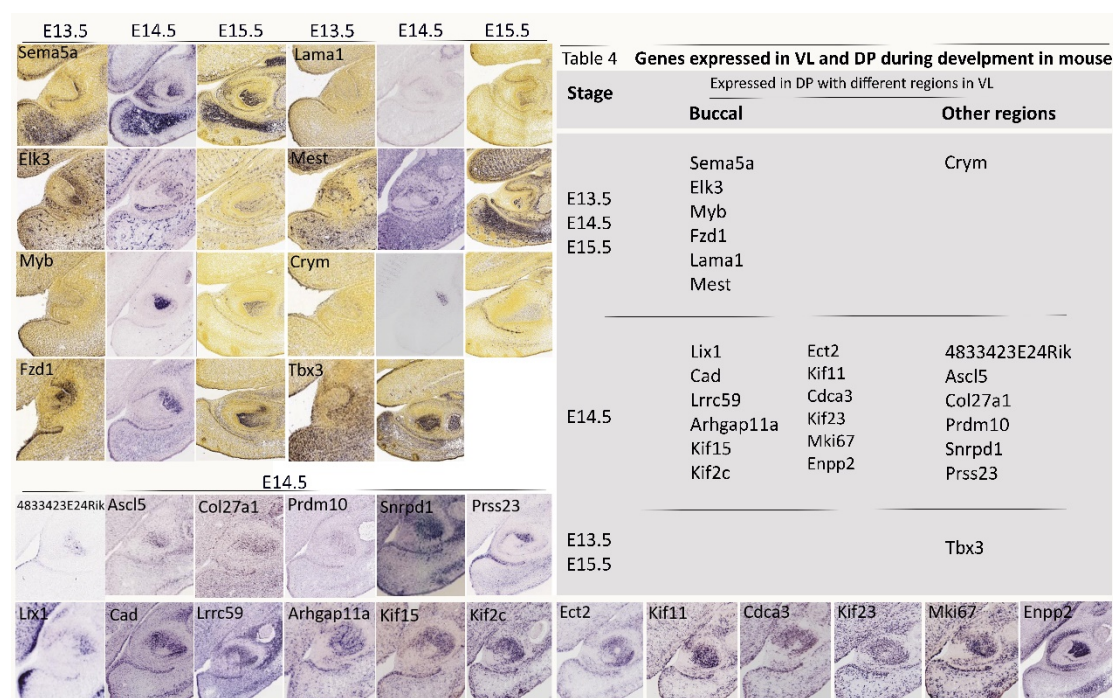 E13.5 E14.5 E15.5 E13.5 E14.5 E15.5
Sema5a Lama1
Elk3 Mest
Myb Crym
Fzd1 Tbx3
E14.5
4833423E24Rik Ascl5 Col27a1 Prdm10 Snrpd1 Prss23
Lix1 Cad Lrrc59 Arhgap11a Kif15 Kif2c Ect2 Kif11 Cdca3 Kif23 Mki67 Enpp2
Table 4 Genes expressed in VL and DP during develpment in mouse
Expressed in DP with different regions in VL
Stage
Buccal Other regions
Sema5a Crym
Elk3
E13.5
Myb
E14.5
Fzd1
E15.5
Lama1
Mest
Lix1 Ect2 4833423E24Rik
Cad Kif11 Ascl5
Lrrc59 Cdca3 Col27a1
E14.5 Arhgap11a Kif23 Prdm10
Kif15 Mki67 Snrpd1
Kif2c Enpp2 Prss23
E13.5
Tbx3
E15.5